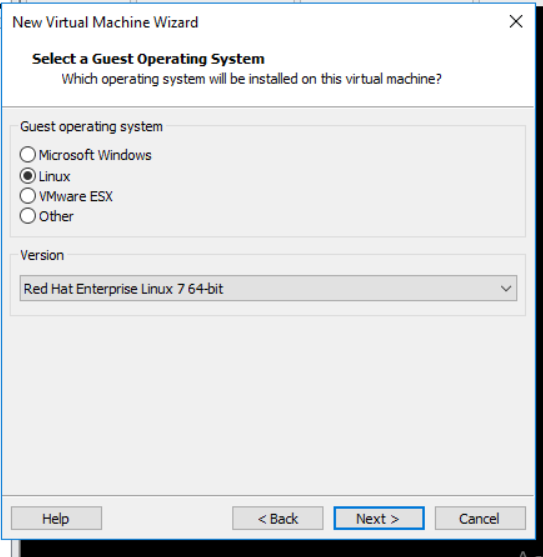 New Virtual Machine Wizard
Select a Guest Operating System
Which operating system will be installed on this virtual machine?
Guest operating system
Microsoft Windows
Linux
VMware ESX
Other
Version
Red Hat Enterprise Linux 7 64-bit
Help
< Back
Next >
Cancel